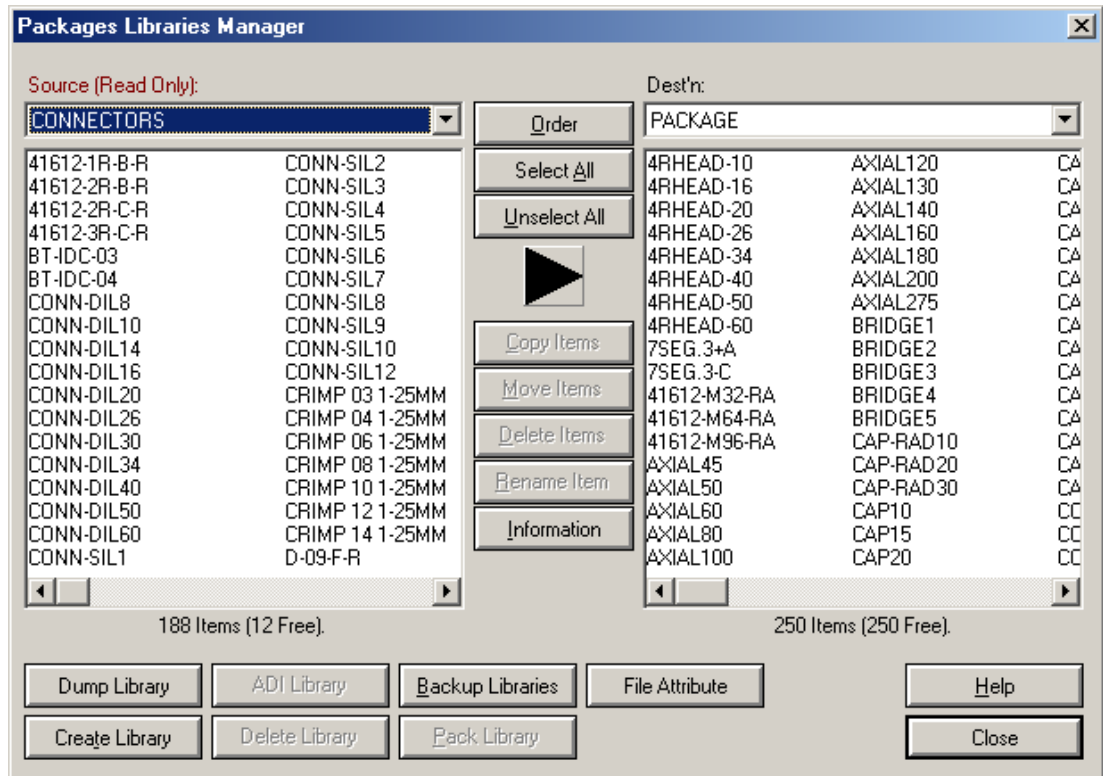 Packages Libraries Manager
Source (Read Only):
CONNECTORS
41612-1R-B-R
41612-2R-B-R
41612-2R-C-R
41612-3R-C-R
BT-IDC-03
BT-IDC-04
CONN-DIL8
CONN-DIL10
CONN-DIL14
CONN-DIL16
CONN-DIL20
CONN-DIL26
CONN-DIL30
CONN-DIL34
CONN-DIL40
CONN-DIL50
CONN-DIL60
CONN-SIL1
CONN-SIL2
CONN-SIL3
CONN-SIL4
CONN-SIL5
CONN-SIL6
CONN-SIL7
CONN-SIL8
CONN-SIL9
CONN-SIL10
CONN-SIL12
CRIMP 03 1-25MM
CRIMP 04 1-25MM
CRIMP 06 1-25MM
CRIMP 08 1-25MM
CRIMP 10 1-25MM
CRIMP 12 1-25MM
CRIMP 14 1-25MM
D-09-F-R
188 Items (12 Free).
Order
Select All
Unselect All
Copy Items
Move Items
Delete Items
Rename Item
Information
Dest'n:
PACKAGE
4RHEAD-10
4RHEAD-16
4RHEAD-20
4RHEAD-26
4RHEAD-34
4RHEAD-40
4RHEAD-50
4RHEAD-60
7SEG.3+A
7SEG.3-C
41612-M32-RA
41612-M64-RA
41612-M96-RA
AXIAL45
AXIAL50
AXIAL60
AXIAL80
AXIAL100
AXIAL120
AXIAL130
AXIAL140
AXIAL160
AXIAL180
AXIAL200
AXIAL275
BRIDGE1
BRIDGE2
BRIDGE3
BRIDGE4
BRIDGE5
CAP-RAD10
CAP-RAD20
CAP-RAD30
CAP10
CAP15
CAP20
250 Items (250 Free).
Dump Library
ADI Library
Backup Libraries
File Attribute
Help
Create Library
Delete Library
Pack Library
Close